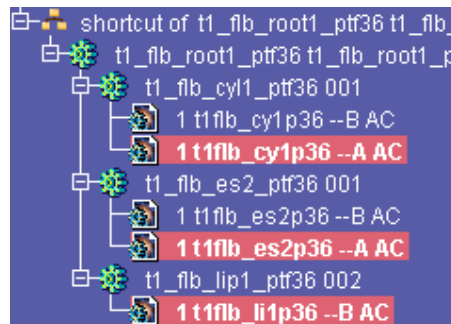 shortcut of t1_flb_root1_ptf36 t1_flb_
t1_flb_root1_ptf36 t1_flb_root1_p
t1_flb_cyl1_ptf36 001
1 t1flb_cy1p36 --B AC
1 t1flb_cy1p36 --A AC
t1_flb_es2_ptf36 001
1 t1flb_es2p36 --B AC
1 t1flb_es2p36 --A AC
t1_flb_lip1_ptf36 002
1 t1flb_li1p36 --B AC